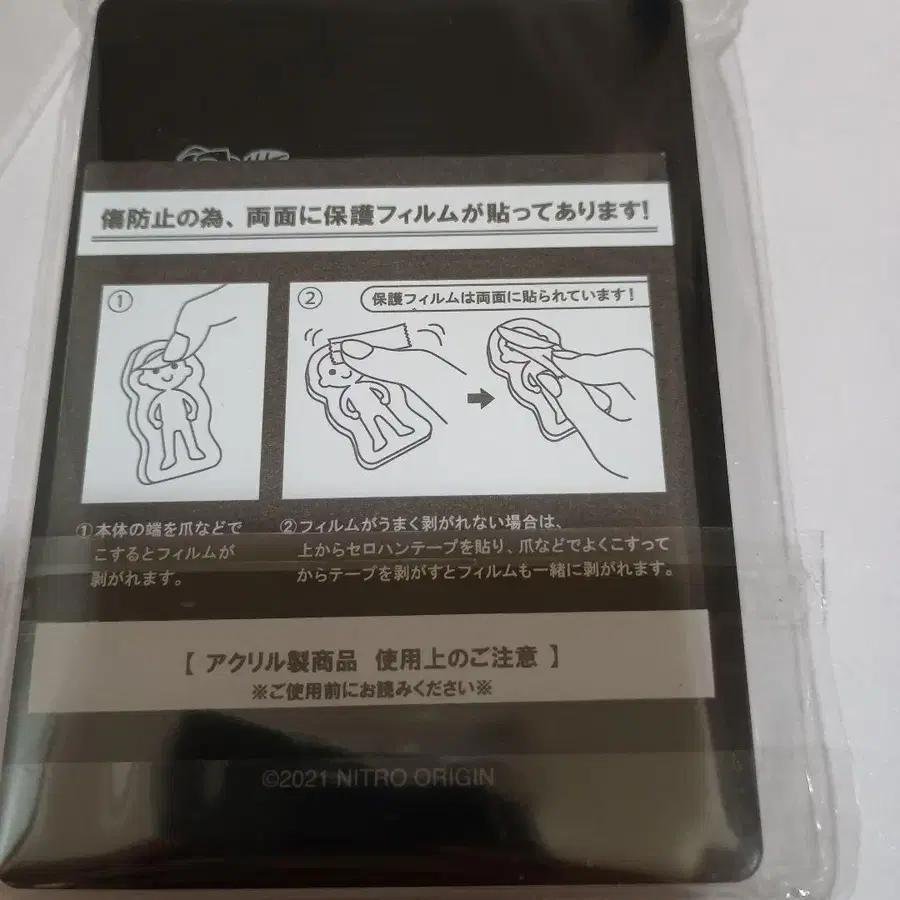 傷防止の為、両面に保護フィルムが貼ってあります!
①
② 保護フィルムは両面に貼られています!
①本体の端を爪などで
こするとフィルムが
剥がれます。
②フィルムがうまく剥がれない場合は、
上からセロハンテープを貼り、爪などでよくこすって
からテープを剥がすとフィルムも一緒に剥がれます。
【 アクリル製商品 使用上のご注意 】
※ご使用前にお読みください※
©2021 NITRO ORIGIN